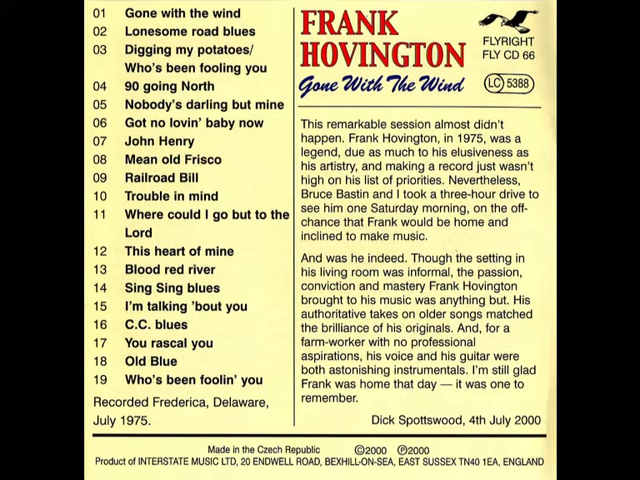 01 Gone with the wind
02 Lonesome road blues
03 Digging my potatoes/
Who's been fooling you
04 90 going North
05 Nobody's darling but mine
06 Got no lovin' baby now
07 John Henry
08 Mean old Frisco
09 Railroad Bill
10 Trouble in mind
11 Where could I go but to the
Lord
12 This heart of mine
13 Blood red river
14 Sing Sing blues
15 I'm talking 'bout you
16 C.C. blues
17 You rascal you
18 Old Blue
19 Who's been foolin' you
Recorded Frederica, Delaware,
July 1975.
FRANK
HOVINGTON
Gone With The Wind
FLYRIGHT
FLY CD 66
LC 5388
This remarkable session almost didn't
happen. Frank Hovington, in 1975, was a
legend, due as much to his elusiveness as
his artistry, and making a record just wasn't
high on his list of priorities. Nevertheless,
Bruce Bastin and I took a three-hour drive to
see him one Saturday morning, on the off-
chance that Frank would be home and
inclined to make music.
And was he indeed. Though the setting in
his living room was informal, the passion,
conviction and mastery Frank Hovington
brought to his music was anything but. His
authoritative takes on older songs matched
the brilliance of his originals. And, for a
farm-worker with no professional
aspirations, his voice and his guitar were
both astonishing instrumentals. I'm still glad
Frank was home that day — it was one to
remember.
Dick Spottswood, 4th July 2000
Made in the Czech Republic ©2000 ℗2000
Product of INTERSTATE MUSIC LTD, 20 ENDWELL ROAD, BEXHILL-ON-SEA, EAST SUSSEX TN40 1EA, ENGLAND